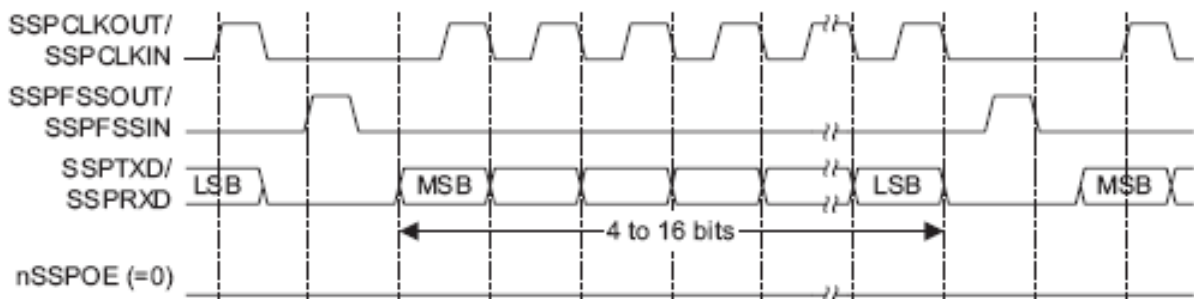 SSPCLKOUT/
SSPCLKIN
SSPFSSOUT/
SSPFSSIN
SSPTXD/
SSPRXD
LSB
MSB
LSB
MSB
4 to 16 bits
nSSPOE (=0)